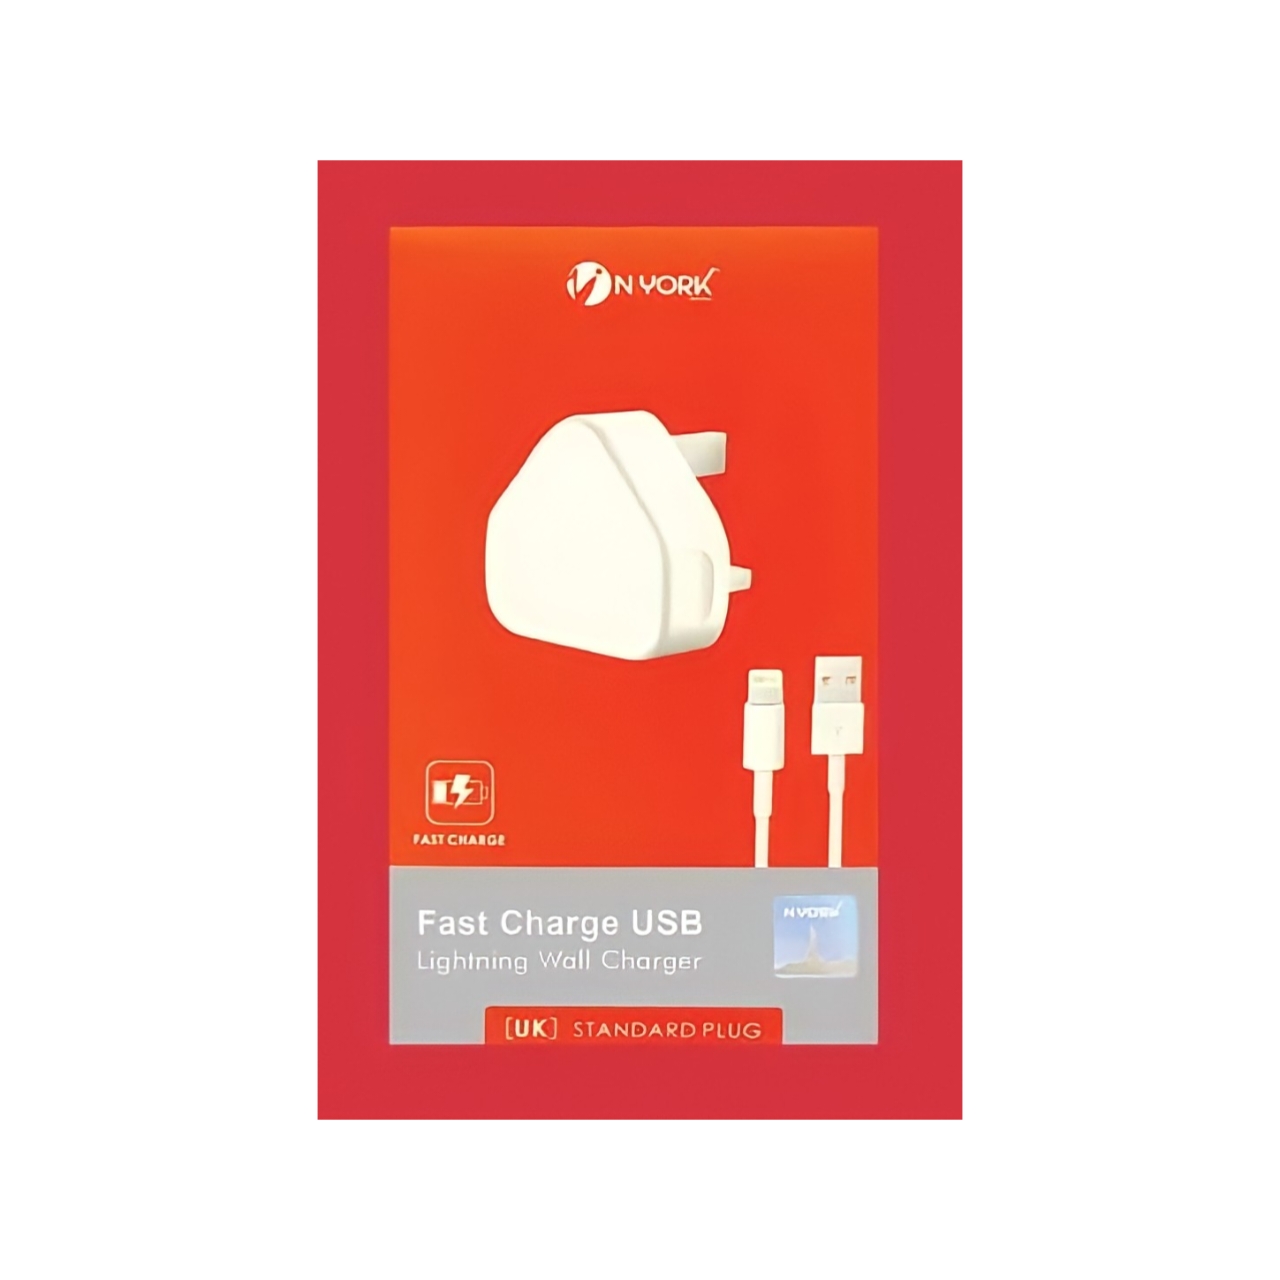 N YORK
FAST CHARGE
Fast Charge USB
Lightning Wall Charger
N YORK
[UK] STANDARD PLUG